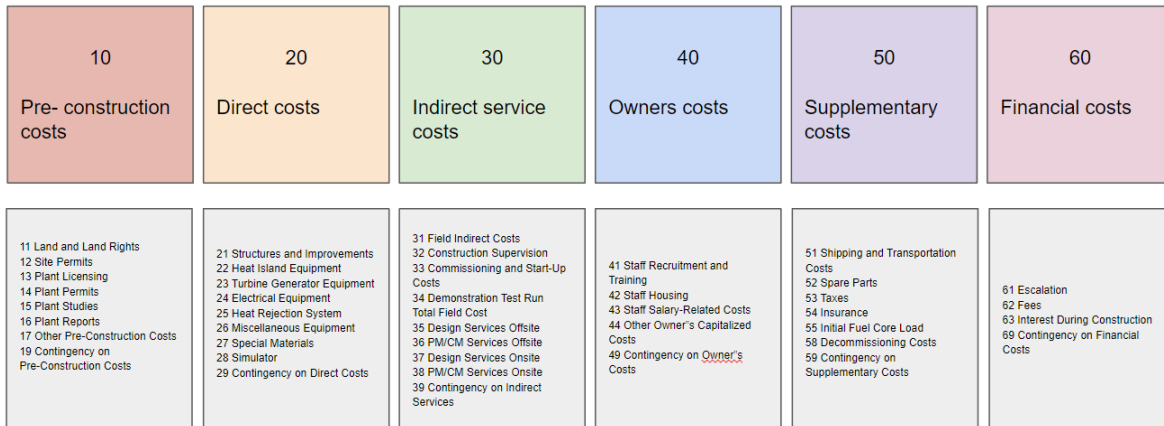 10
Pre- construction
costs
20
Direct costs
30
Indirect service
costs
40
Owners costs
50
Supplementary
costs
60
Financial costs
11 Land and Land Rights
12 Site Permits
13 Plant Licensing
14 Plant Permits
15 Plant Studies
16 Plant Reports
17 Other Pre-Construction Costs
19 Contingency on
Pre-Construction Costs
21 Structures and Improvements
22 Heat Island Equipment
23 Turbine Generator Equipment
24 Electrical Equipment
25 Heat Rejection System
26 Miscellaneous Equipment
27 Special Materials
28 Simulator
29 Contingency on Direct Costs
31 Field Indirect Costs
32 Construction Supervision
33 Commissioning and Start-Up
Costs
34 Demonstration Test Run
Total Field Cost
35 Design Services Offsite
36 PM/CM Services Offsite
37 Design Services Onsite
38 PM/CM Services Onsite
39 Contingency on Indirect
Services
41 Staff Recruitment and
Training
42 Staff Housing
43 Staff Salary-Related Costs
44 Other Owner"s Capitalized
Costs
49 Contingency on Owner"s
Costs
51 Shipping and Transportation
Costs
52 Spare Parts
53 Taxes
54 Insurance
55 Initial Fuel Core Load
58 Decommissioning Costs
59 Contingency on
Supplementary Costs
61 Escalation
62 Fees
63 Interest During Construction
69 Contingency on Financial
Costs